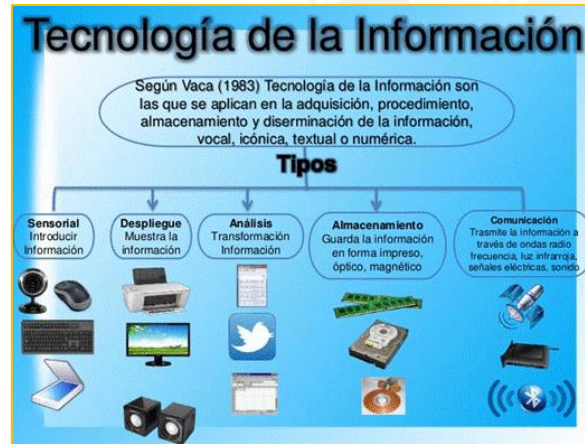 Tecnología de la Información
Según Vaca (1983) Tecnología de la Información son
las que se aplican en la adquisición, procedimiento,
almacenamiento y diserminación de la información,
vocal, icónica, textual o numérica.
Tipos
Sensorial
Introducir
Información
Despliegue
Muestra la
información
Análisis
Transformación
Información
Almacenamiento
Guarda la información
en forma impreso,
óptico, magnético
Comunicación
Trasmite la información a
través de ondas radio
frecuencia, luz infrarroja,
señales eléctricas, sonido